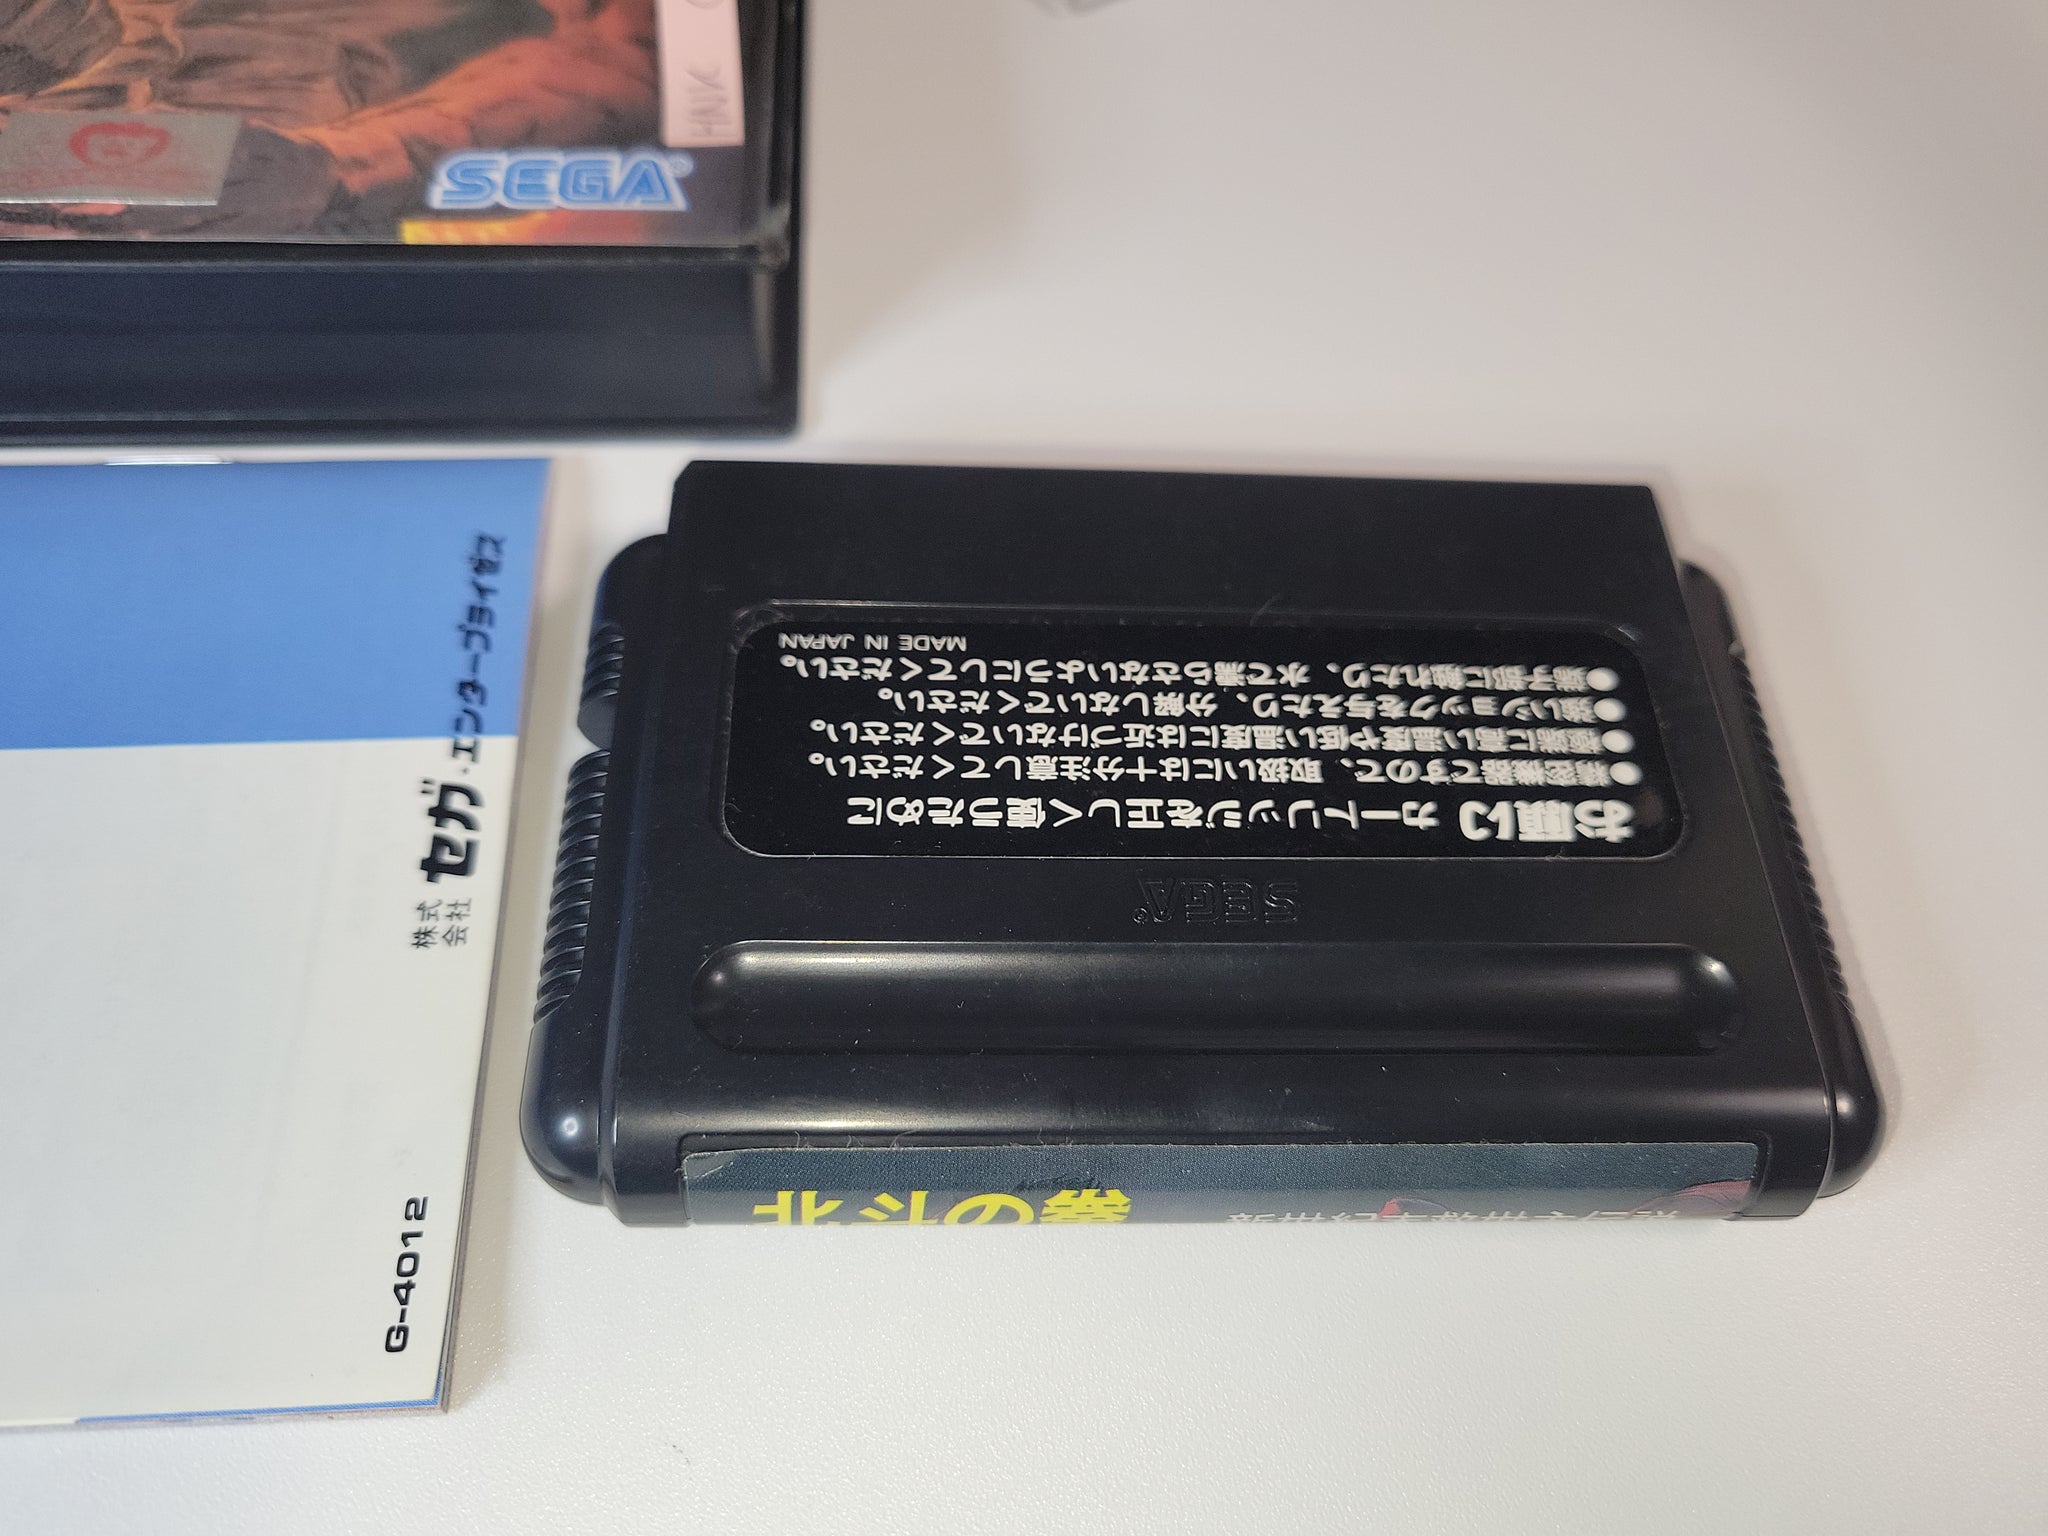 SEGA®
HNK
株式会社 セガ・エンタープライゼス
G-4012
お願い カートリッジを正しく使うために
●精密機器ですので、取扱いには十分注意してください。
●極端に高い温度や低い温度には近づけないでください。
●強いショックを与えたり、分解しないでください。
●端子部に触れたり、水で濡らさないようにしてください。
MADE IN JAPAN
SEGA®
北斗の拳